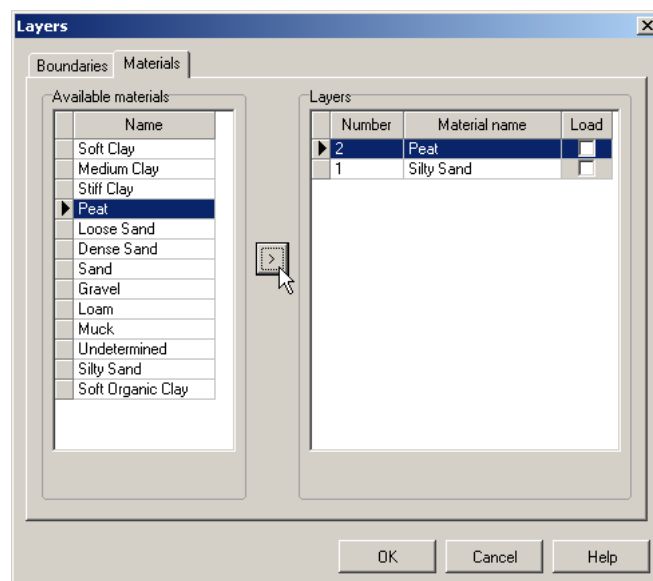 Layers
Boundaries Materials
Available materials
Name
Soft Clay
Medium Clay
Stiff Clay
Peat
Loose Sand
Dense Sand
Sand
Gravel
Loam
Muck
Undetermined
Silty Sand
Soft Organic Clay
>
Layers
Number Material name Load
2 Peat
1 Silty Sand
OK Cancel Help